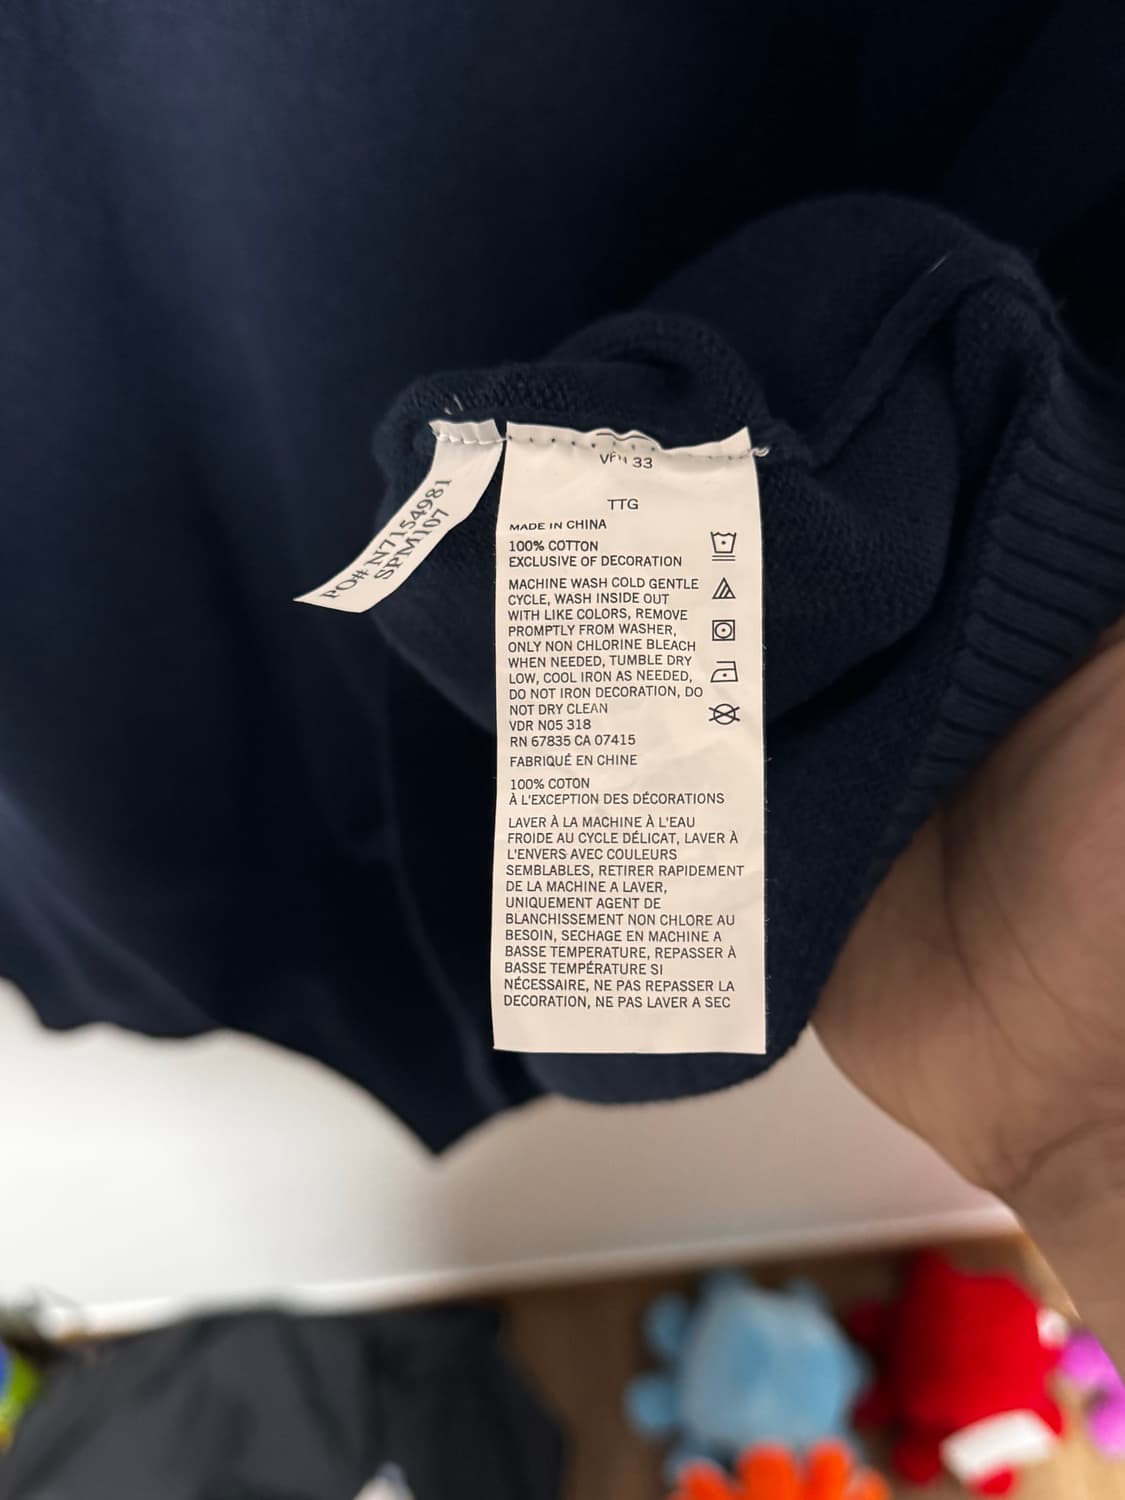 PO# N7154981
SPM107
33
TTG
MADE IN CHINA
100% COTTON
EXCLUSIVE OF DECORATION
MACHINE WASH COLD GENTLE
CYCLE, WASH INSIDE OUT
WITH LIKE COLORS, REMOVE
PROMPTLY FROM WASHER,
ONLY NON CHLORINE BLEACH
WHEN NEEDED, TUMBLE DRY
LOW, COOL IRON AS NEEDED,
DO NOT IRON DECORATION, DO
NOT DRY CLEAN
VDR N05 318
RN 67835 CA 07415
FABRIQUÉ EN CHINE
100% COTON
À L'EXCEPTION DES DÉCORATIONS
LAVER À LA MACHINE À L'EAU
FROIDE AU CYCLE DÉLICAT, LAVER À
L'ENVERS AVEC COULEURS
SEMBLABLES, RETIRER RAPIDEMENT
DE LA MACHINE A LAVER,
UNIQUEMENT AGENT DE
BLANCHISSEMENT NON CHLORE AU
BESOIN, SECHAGE EN MACHINE A
BASSE TEMPERATURE, REPASSER À
BASSE TEMPÉRATURE SI
NÉCESSAIRE, NE PAS REPASSER LA
DECORATION, NE PAS LAVER A SEC